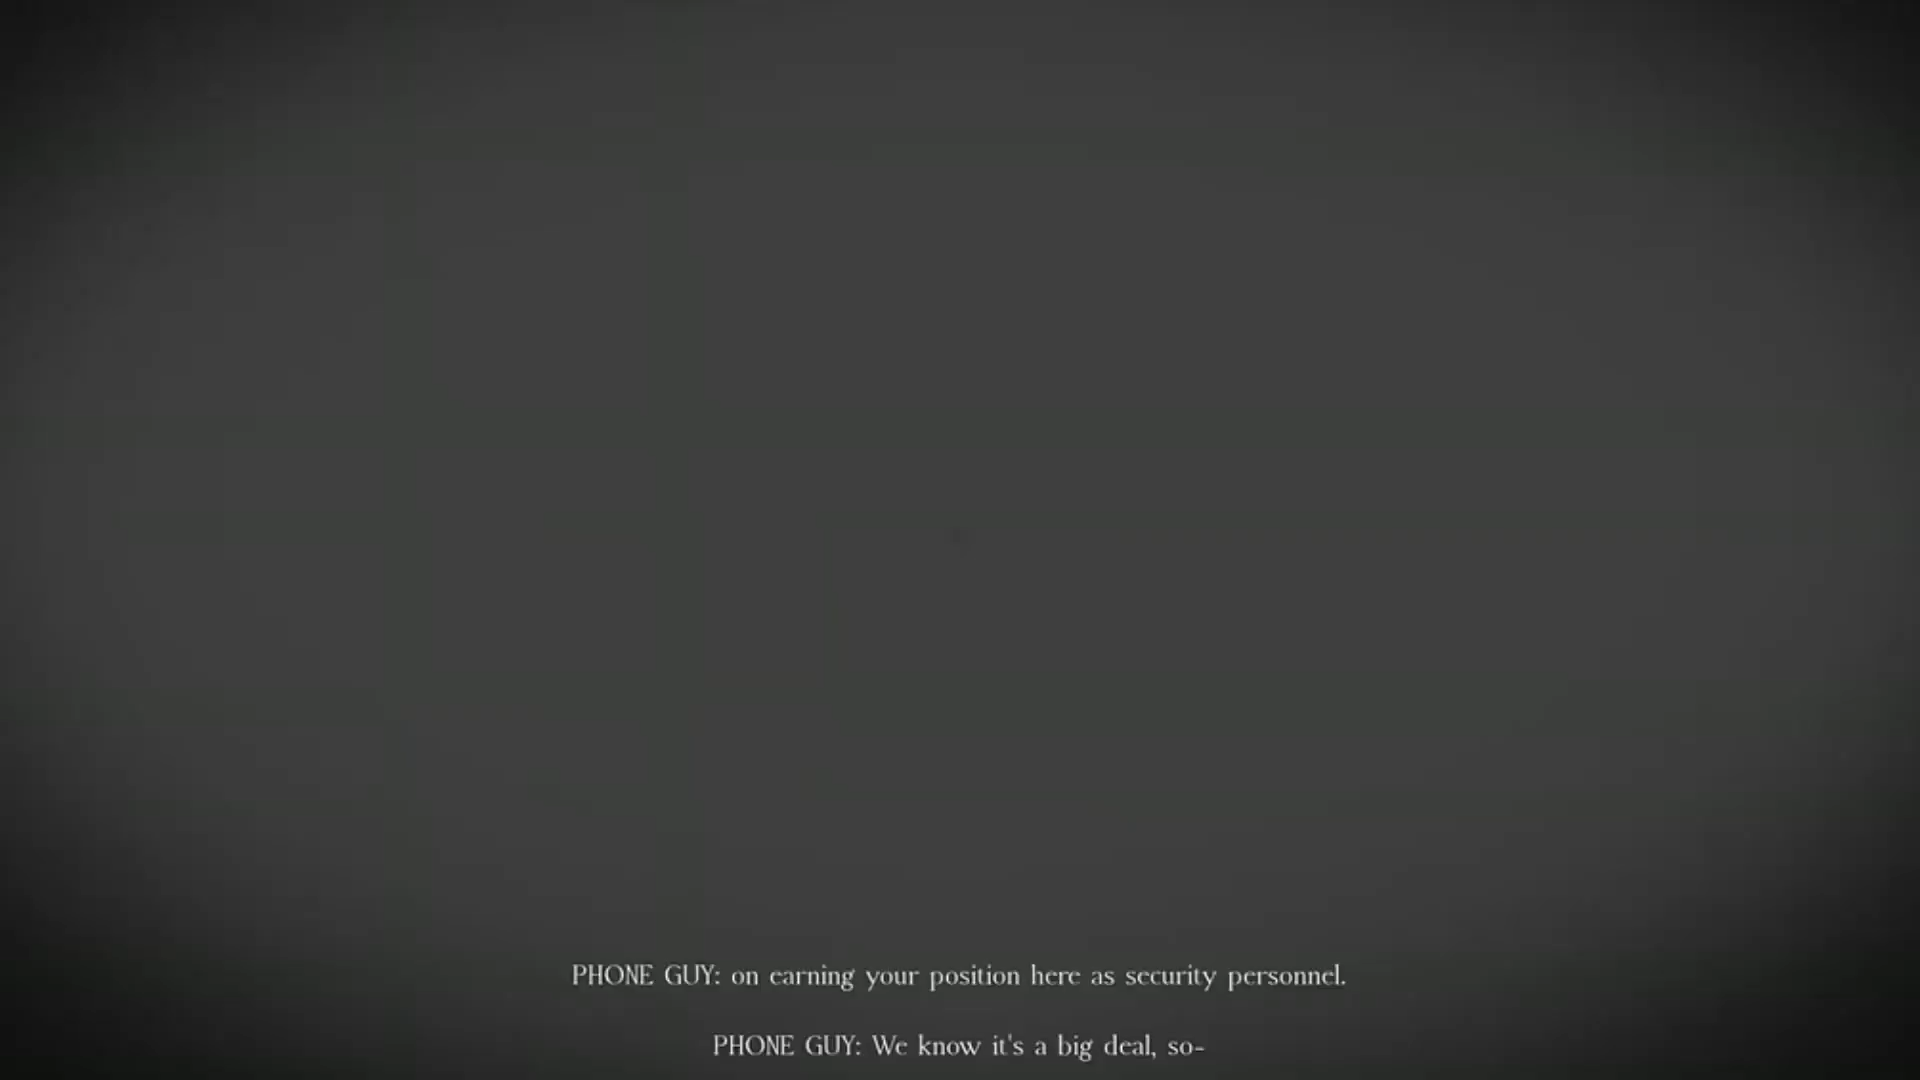 PHONE GUY: on earning your position here as security personnel.
PHONE GUY: We know it's a big deal, so-